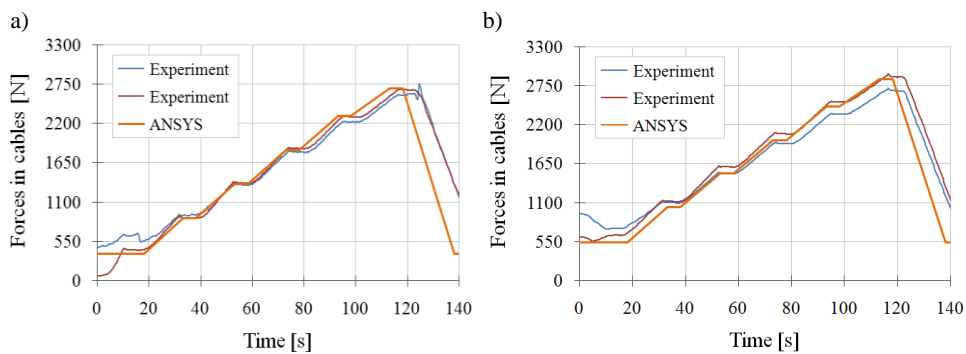 a)
3300
2750
2200
1650
1100
550
0
Forces in cables [N]
Experiment
Experiment
ANSYS
0 20 40 60 80 100 120 140
Time [s]
b)
3300
2750
2200
1650
1100
550
0
Forces in cables [N]
Experiment
Experiment
ANSYS
0 20 40 60 80 100 120 140
Time [s]